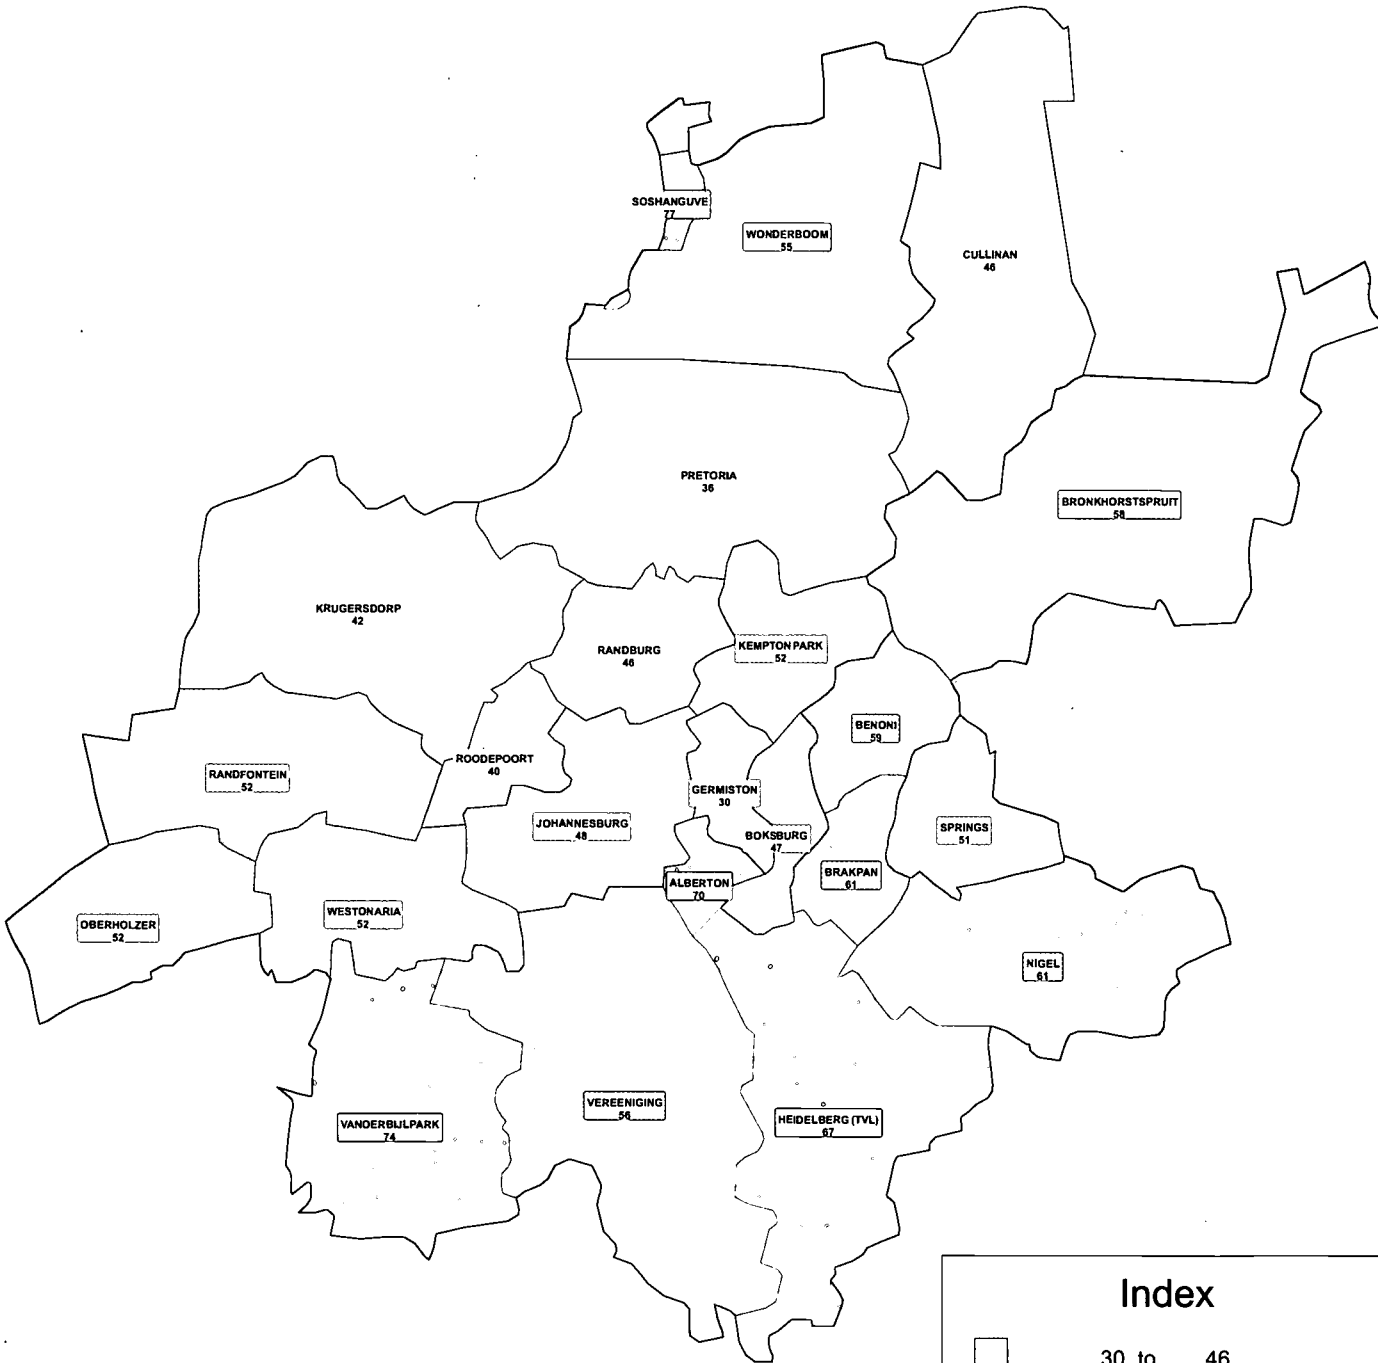 SOSHANGUVE
77
WONDERBOOM
55
CULLINAN
46
PRETORIA
36
BRONKHORSTSPRUIT
58
KRUGERSDORP
42
RANDBURG
46
KEMPTON PARK
52
BENONI
59
ROODEPOORT
40
RANDFONTEIN
52
GERMISTON
30
JOHANNESBURG
48
BOKSBURG
47
SPRINGS
51
BRAKPAN
61
ALBERTON
70
WESTONARIA
52
OBERHOLZER
52
NIGEL
61
VEREENIGING
56
HEIDELBERG (TVL)
67
VANDERBIJLPARK
74
Index
30 to 46